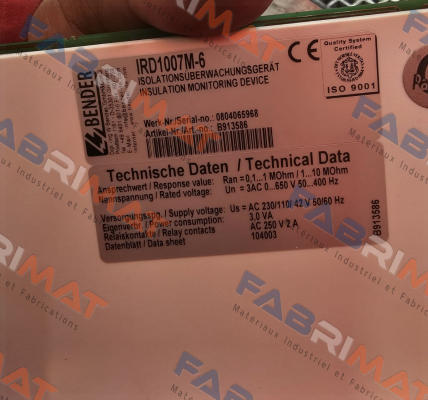 BENDER
IRD1007M-6
ISOLATIONSÜBERWACHUNGSGERÄT
INSULATION MONITORING DEVICE
Quality System
Certified
ISO 9001
Werk-Nr/Serial-no.: 0804065968
Artikel-Nr/Art.-no.: B913586
Technische Daten / Technical Data
Ansprechwert / Response value: Ran = 0,1...1 MOhm / 1...10 MOhm
Nennspannung / Rated voltage: Un = 3AC 0...650 V 50...400 Hz
Versorgungsspg. / Supply voltage: Us = AC 230/110/ 42 V 50/60 Hz
Eigenverbr. / Power consumption: 3,0 VA
Relaiskontakte / Relay contacts AC 250 V 2 A
Datenblatt / Data sheet 104003
B913586
FABRIMAT
Materiaux Industriel et Fabrications